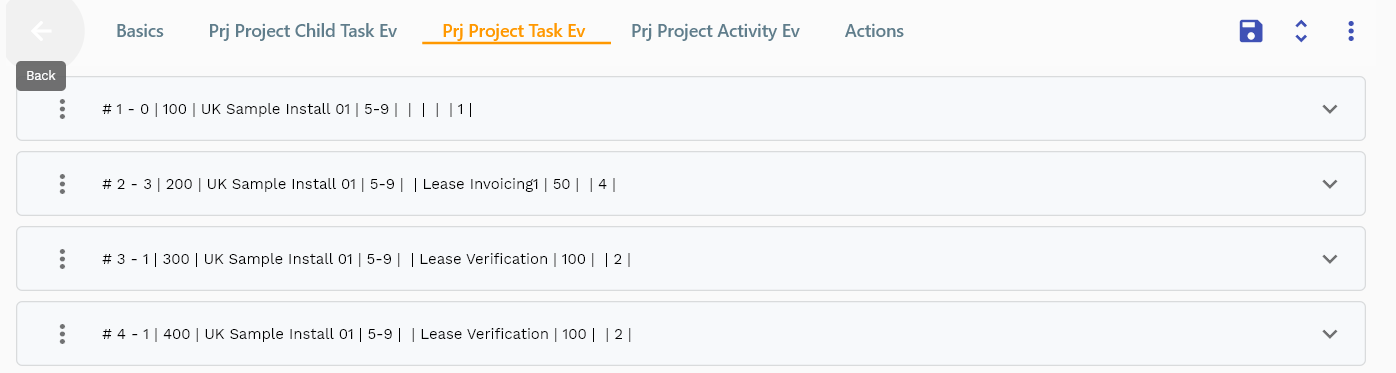 Basics Prj Project Child Task Ev Prj Project Task Ev Prj Project Activity Ev Actions
Back
# 1 - 0 | 100 | UK Sample Install 01 | 5-9 | | | | | 1 |
# 2 - 3 | 200 | UK Sample Install 01 | 5-9 | | Lease Invoicing1 | 50 | | 4 |
# 3 - 1 | 300 | UK Sample Install 01 | 5-9 | | Lease Verification | 100 | | 2 |
# 4 - 1 | 400 | UK Sample Install 01 | 5-9 | | Lease Verification | 100 | | 2 |